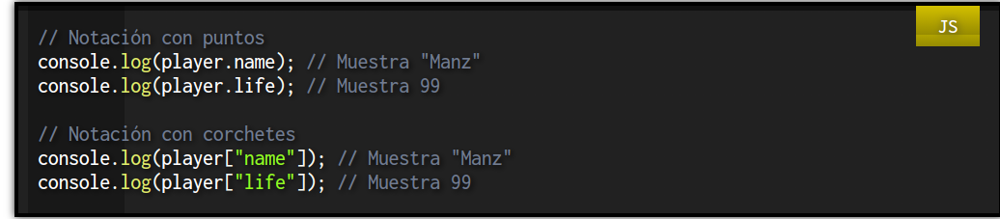 JS
// Notación con puntos
console.log(player.name); // Muestra "Manz"
console.log(player.life); // Muestra 99
// Notación con corchetes
console.log(player["name"]); // Muestra "Manz"
console.log(player["life"]); // Muestra 99